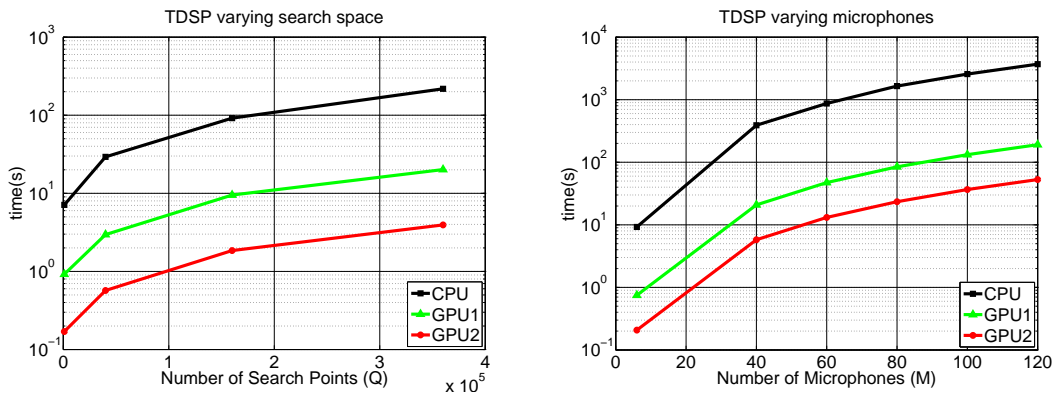 TDSP varying search space
10^3
10^2
10^1
10^0
10^-1
time(s)
0
1
2
3
4
x 10^5
Number of Search Points (Q)
CPU
GPU1
GPU2
TDSP varying microphones
10^4
10^3
10^2
10^1
10^0
10^-1
time(s)
0
20
40
60
80
100
120
Number of Microphones (M)
CPU
GPU1
GPU2